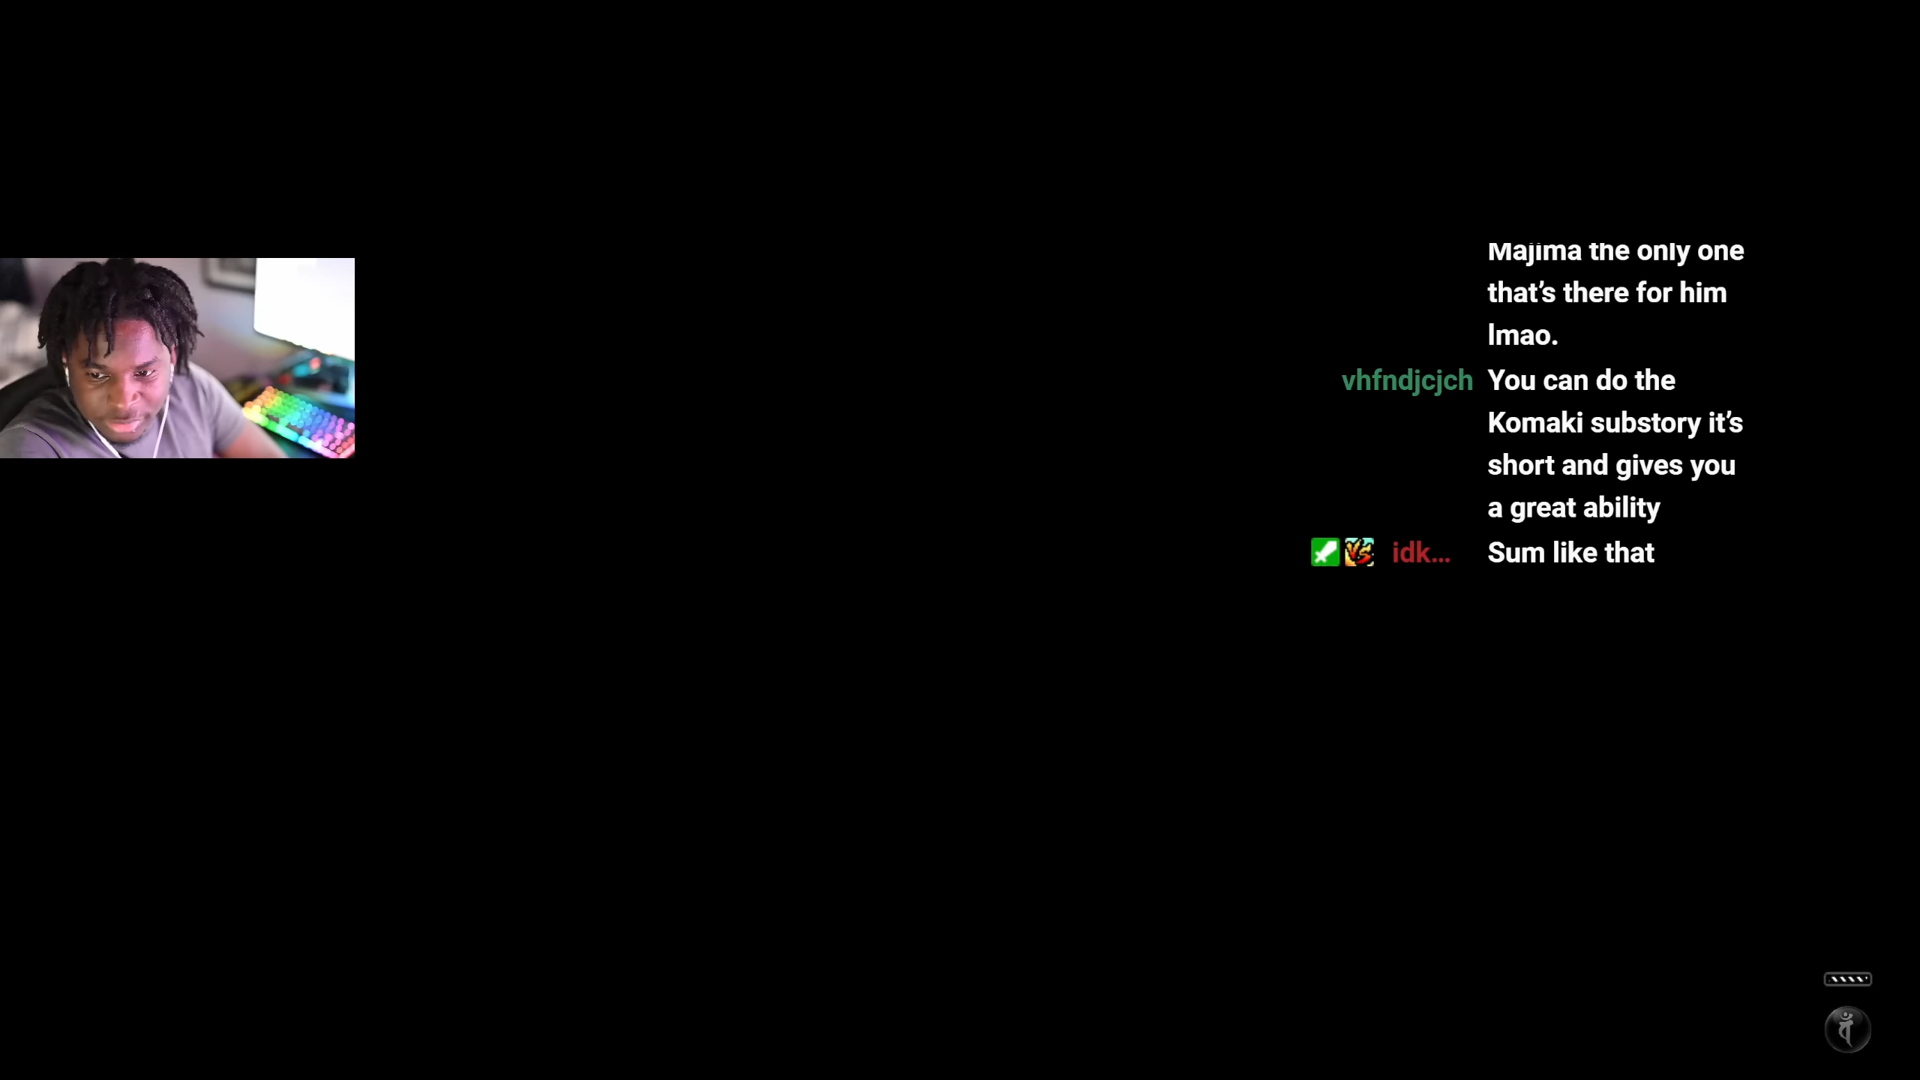 Majima the only one
that’s there for him
lmao.
vhfndjcjch You can do the
Komaki substory it’s
short and gives you
a great ability
VS idk... Sum like that